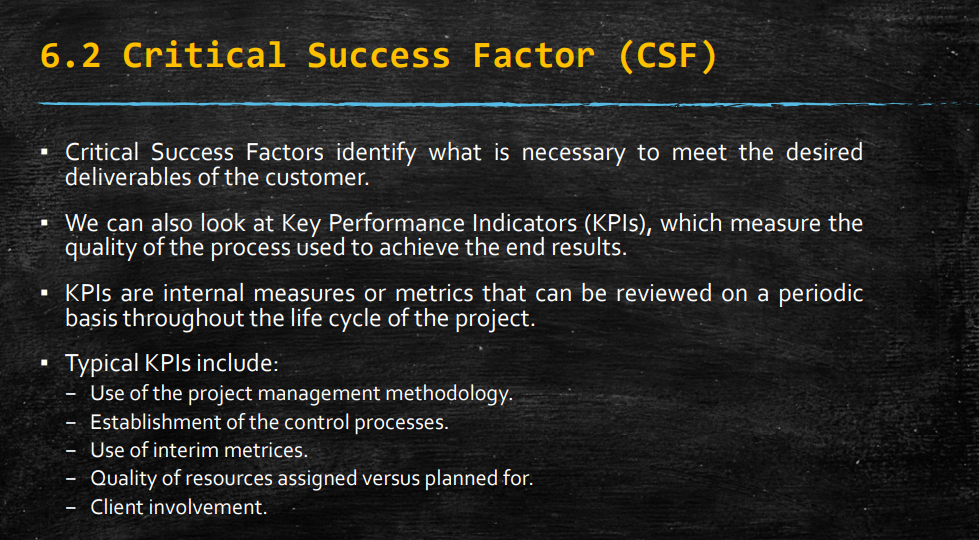 6.2 Critical Success Factor (CSF)
▪ Critical Success Factors identify what is necessary to meet the desired
deliverables of the customer.
▪ We can also look at Key Performance Indicators (KPIs), which measure the
quality of the process used to achieve the end results.
▪ KPIs are internal measures or metrics that can be reviewed on a periodic
basis throughout the life cycle of the project.
▪ Typical KPIs include:
– Use of the project management methodology.
– Establishment of the control processes.
– Use of interim metrices.
– Quality of resources assigned versus planned for.
– Client involvement.